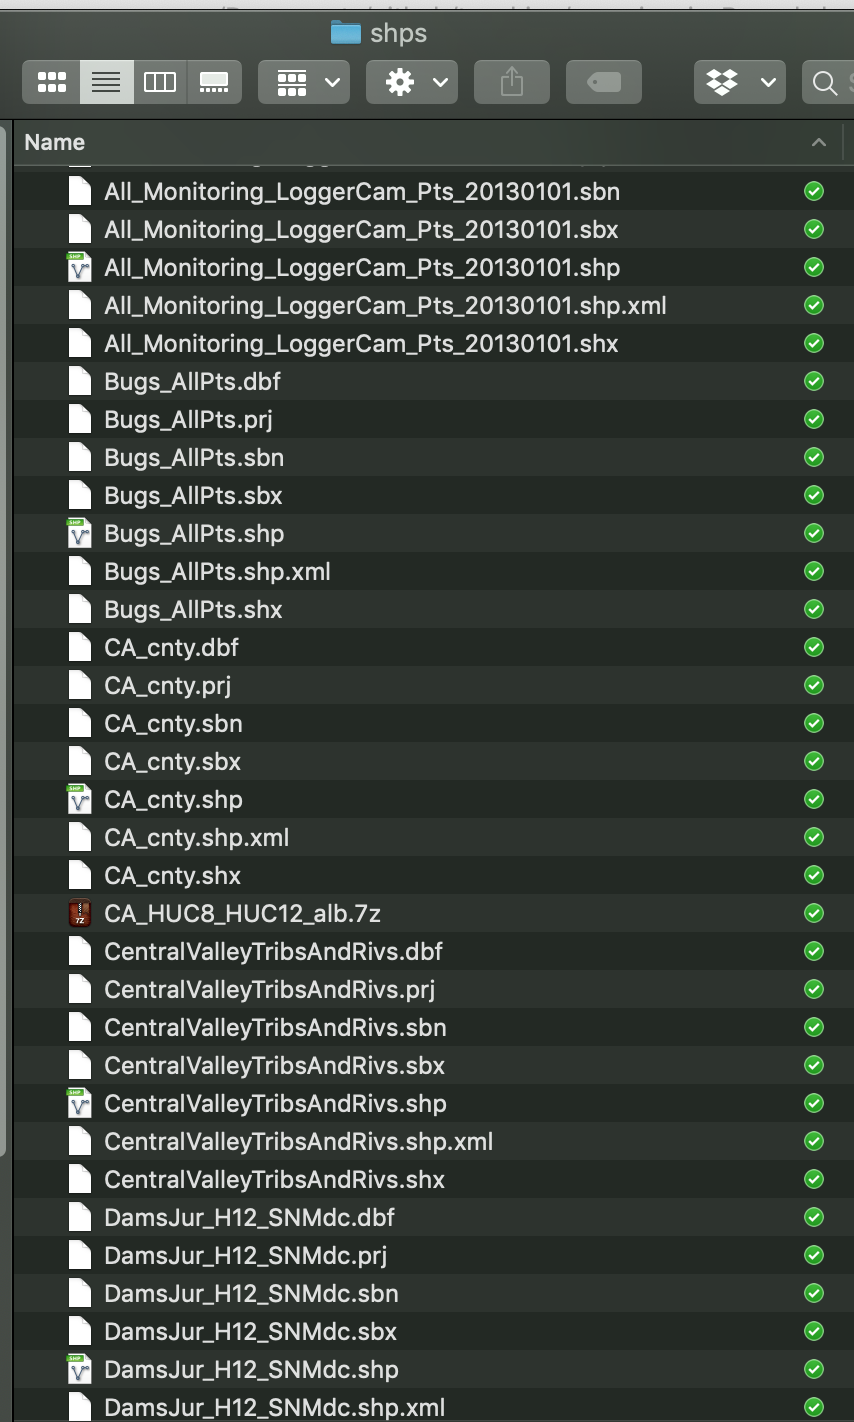 shps
Name
All_Monitoring_LoggerCam_Pts_20130101.sbn
All_Monitoring_LoggerCam_Pts_20130101.sbx
All_Monitoring_LoggerCam_Pts_20130101.shp
All_Monitoring_LoggerCam_Pts_20130101.shp.xml
All_Monitoring_LoggerCam_Pts_20130101.shx
Bugs_AllPts.dbf
Bugs_AllPts.prj
Bugs_AllPts.sbn
Bugs_AllPts.sbx
Bugs_AllPts.shp
Bugs_AllPts.shp.xml
Bugs_AllPts.shx
CA_cnty.dbf
CA_cnty.prj
CA_cnty.sbn
CA_cnty.sbx
CA_cnty.shp
CA_cnty.shp.xml
CA_cnty.shx
CA_HUC8_HUC12_alb.7z
CentralValleyTribsAndRivs.dbf
CentralValleyTribsAndRivs.prj
CentralValleyTribsAndRivs.sbn
CentralValleyTribsAndRivs.sbx
CentralValleyTribsAndRivs.shp
CentralValleyTribsAndRivs.shp.xml
CentralValleyTribsAndRivs.shx
DamsJur_H12_SNMdc.dbf
DamsJur_H12_SNMdc.prj
DamsJur_H12_SNMdc.sbn
DamsJur_H12_SNMdc.sbx
DamsJur_H12_SNMdc.shp
DamsJur_H12_SNMdc.shp.xml